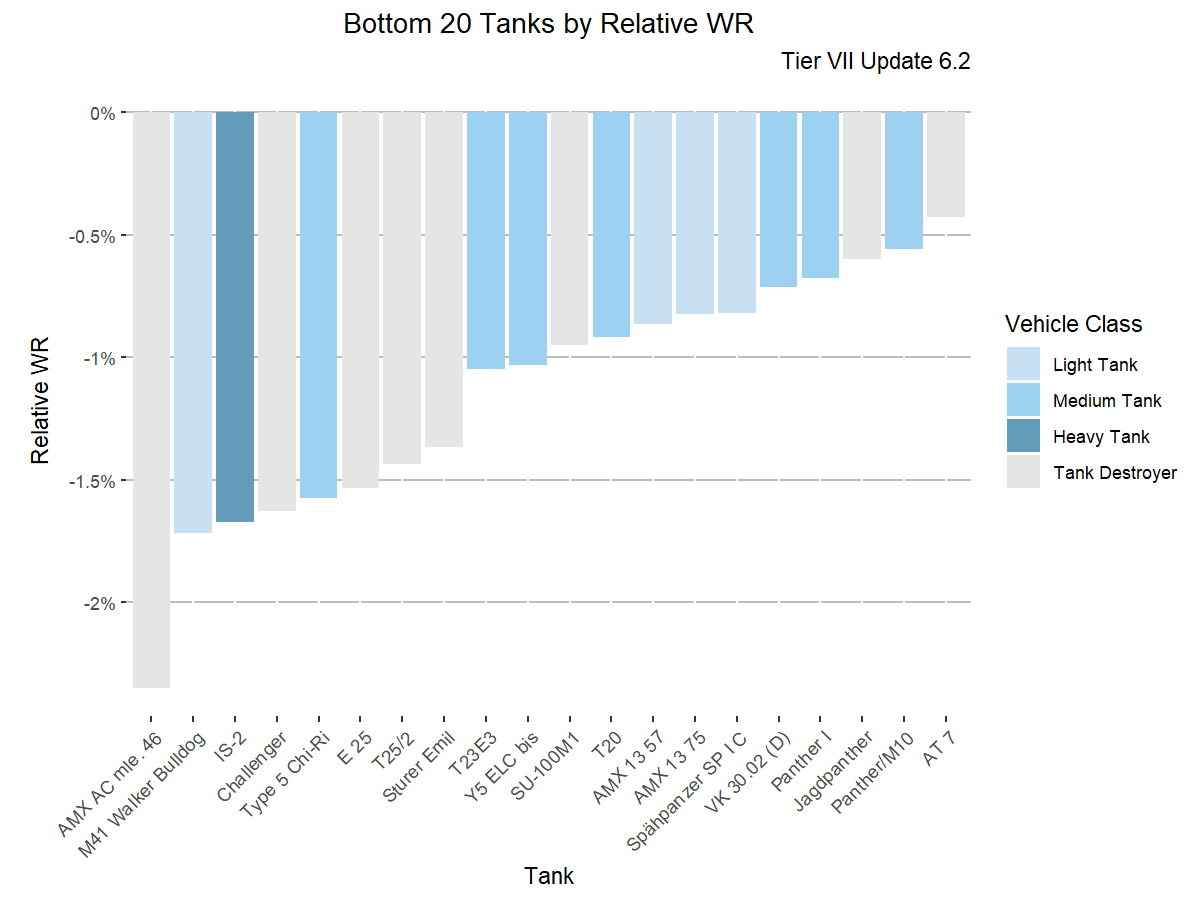 Bottom 20 Tanks by Relative WR
Tier VII Update 6.2
0%
-0.5%
-1%
-1.5%
-2%
Relative WR
AMX AC mle. 46
M41 Walker Bulldog
IS-2
Challenger
Type 5 Chi-Ri
E 25
T25/2
Sturer Emil
T23E3
Y5 ELC bis
SU-100M1
T20
AMX 13 57
AMX 13 75
Spähpanzer SP I C
VK 30.02 (D)
Panther I
Jagdpanther
Panther/M10
AT 7
Tank
Vehicle Class
Light Tank
Medium Tank
Heavy Tank
Tank Destroyer